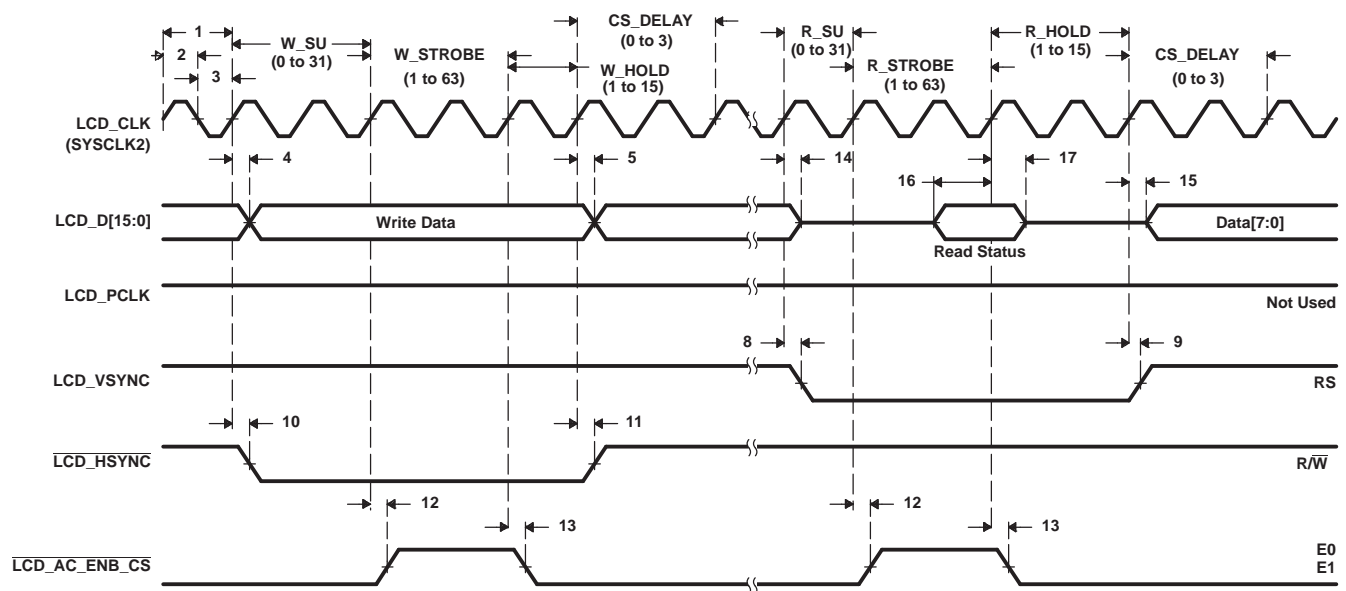 1
2
3
W_SU
(0 to 31)
W_STROBE
(1 to 63)
CS_DELAY
(0 to 3)
W_HOLD
(1 to 15)
R_SU
(0 to 31)
R_STROBE
(1 to 63)
R_HOLD
(1 to 15)
CS_DELAY
(0 to 3)
LCD_CLK
(SYSCLK2)
4
5
14
17
16
15
LCD_D[15:0]
Write Data
Read Status
Data[7:0]
LCD_PCLK
Not Used
8
9
LCD_VSYNC
RS
10
11
LCD_HSYNC
R/W
12
13
12
13
LCD_AC_ENB_CS
E0
E1